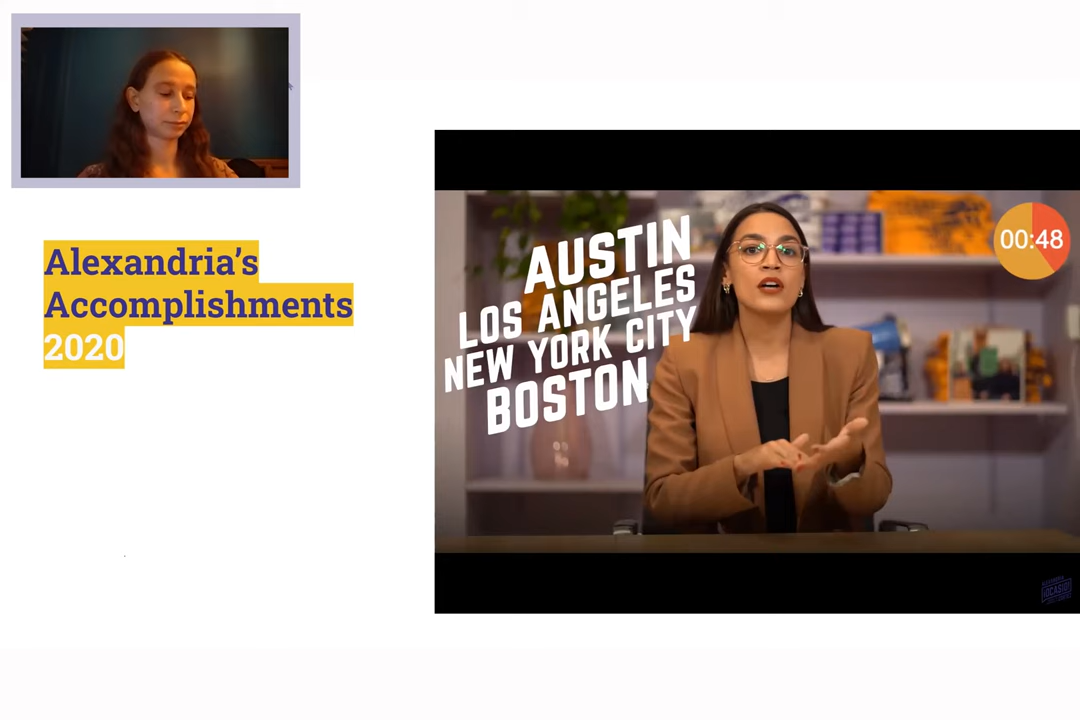 Alexandria's
Accomplishments
2020
AUSTIN
LOS ANGELES
NEW YORK CITY
BOSTON
00:48